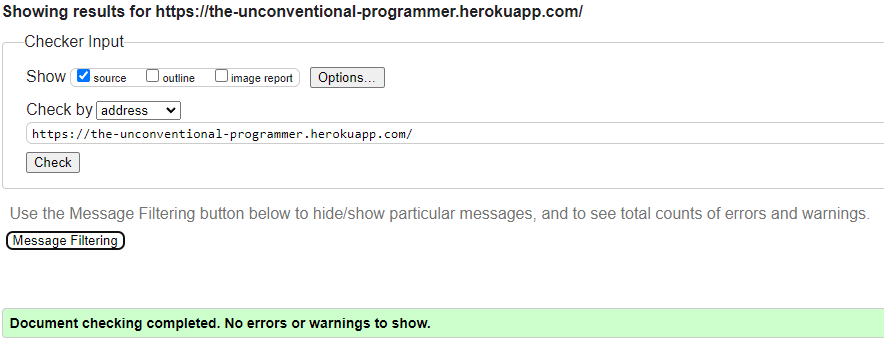 Showing results for https://the-unconventional-programmer.herokuapp.com/
Checker Input
Show source outline image report Options...
Check by address
https://the-unconventional-programmer.herokuapp.com/
Check
Use the Message Filtering button below to hide/show particular messages, and to see total counts of errors and warnings.
Message Filtering
Document checking completed. No errors or warnings to show.